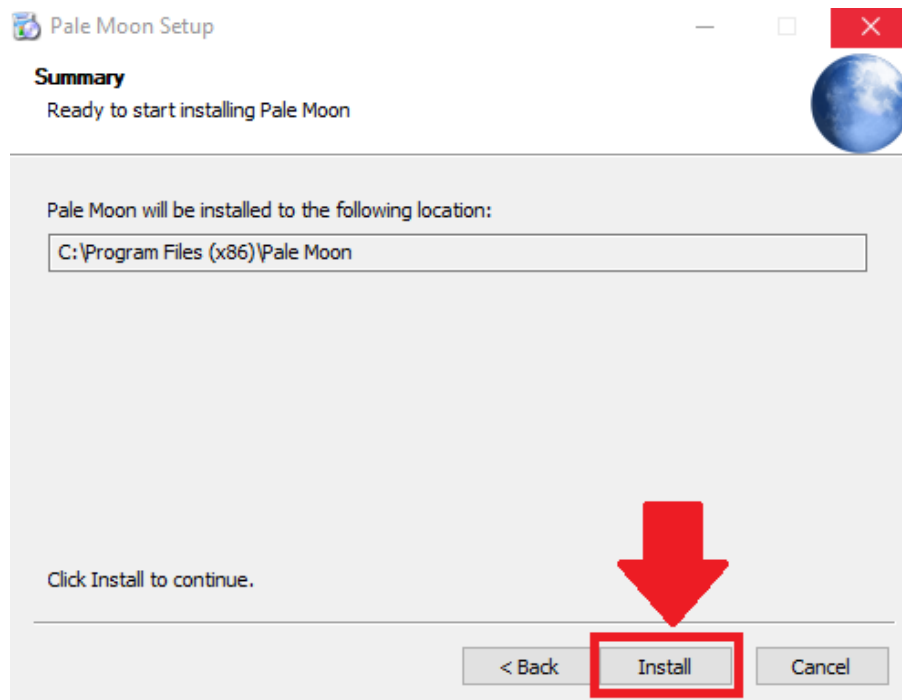 Pale Moon Setup
Summary
Ready to start installing Pale Moon
Pale Moon will be installed to the following location:
C:\Program Files (x86)\Pale Moon
Click Install to continue.
< Back Install Cancel